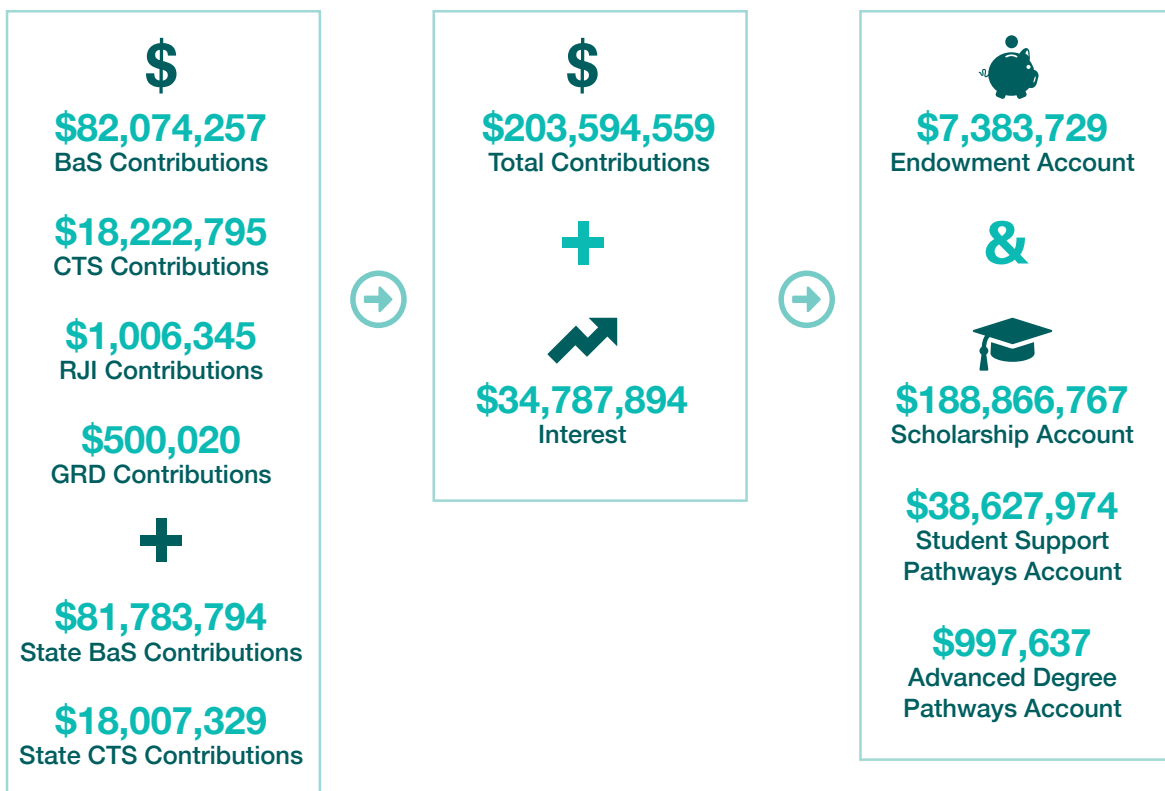 $
$82,074,257
BaS Contributions
$18,222,795
CTS Contributions
$1,006,345
RJI Contributions
$500,020
GRD Contributions
+
$81,783,794
State BaS Contributions
$18,007,329
State CTS Contributions
$
$203,594,559
Total Contributions
+
$34,787,894
Interest
$7,383,729
Endowment Account
&
$188,866,767
Scholarship Account
$38,627,974
Student Support
Pathways Account
$997,637
Advanced Degree
Pathways Account